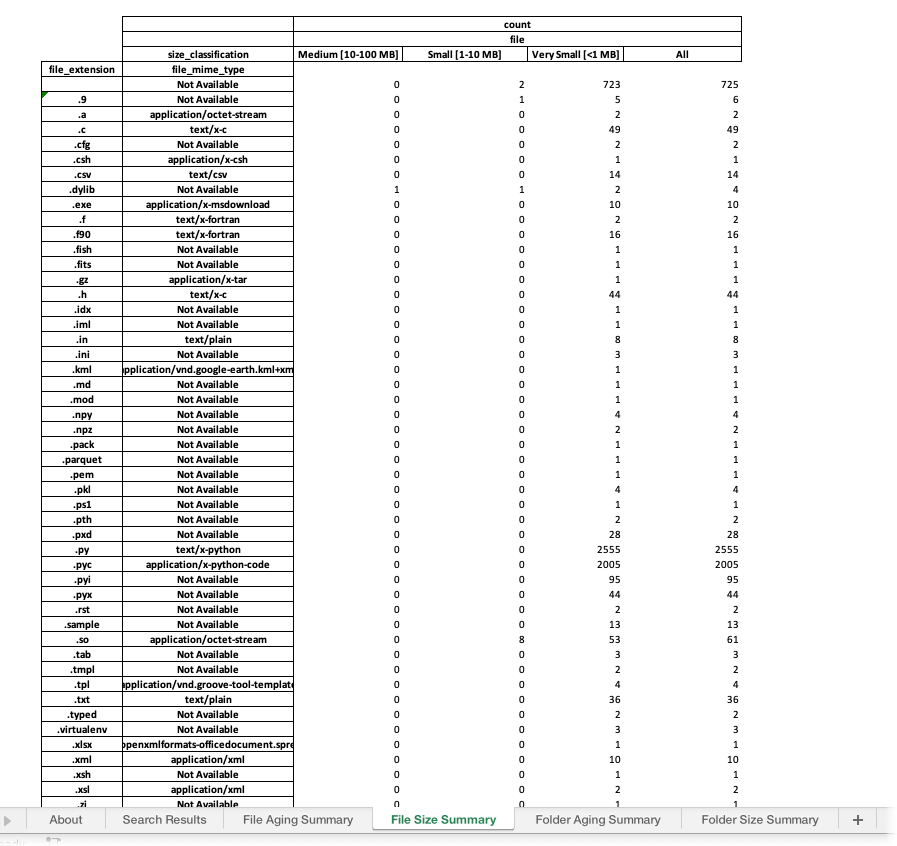 count
file
size_classification Medium [10-100 MB] Small [1-10 MB] Very Small [<1 MB] All
file_extension file_mime_type
Not Available 0 2 723 725
.9 Not Available 0 1 5 6
.a application/octet-stream 0 0 2 2
.c text/x-c 0 0 49 49
.cfg Not Available 0 0 2 2
.csh application/x-csh 0 0 1 1
.csv text/csv 0 0 14 14
.dylib Not Available 1 1 2 4
.exe application/x-msdownload 0 0 10 10
.f text/x-fortran 0 0 2 2
.f90 text/x-fortran 0 0 16 16
.fish Not Available 0 0 1 1
.fits Not Available 0 0 1 1
.gz application/x-tar 0 0 1 1
.h text/x-c 0 0 44 44
.idx Not Available 0 0 1 1
.iml Not Available 0 0 1 1
.in text/plain 0 0 8 8
.ini Not Available 0 0 3 3
.kml application/vnd.google-earth.kml+xm 0 0 1 1
.md Not Available 0 0 1 1
.mod Not Available 0 0 1 1
.npy Not Available 0 0 4 4
.npz Not Available 0 0 2 2
.pack Not Available 0 0 1 1
.parquet Not Available 0 0 1 1
.pem Not Available 0 0 1 1
.pkl Not Available 0 0 4 4
.ps1 Not Available 0 0 1 1
.pth Not Available 0 0 2 2
.pxd Not Available 0 0 28 28
.py text/x-python 0 0 2555 2555
.pyc application/x-python-code 0 0 2005 2005
.pyi Not Available 0 0 95 95
.pyx Not Available 0 0 44 44
.rst Not Available 0 0 2 2
.sample Not Available 0 0 13 13
.so application/octet-stream 0 8 53 61
.tab Not Available 0 0 3 3
.tmpl Not Available 0 0 2 2
.tpl application/vnd.groove-tool-template 0 0 4 4
.txt text/plain 0 0 36 36
.typed Not Available 0 0 2 2
.virtualenv Not Available 0 0 3 3
.xlsx openxmlformats-officedocument.spre 0 0 1 1
.xml application/xml 0 0 10 10
.xsh Not Available 0 0 1 1
.xsl application/xml 0 0 2 2
.zi Not Available 0 0 1 1
About Search Results File Aging Summary File Size Summary Folder Aging Summary Folder Size Summary +